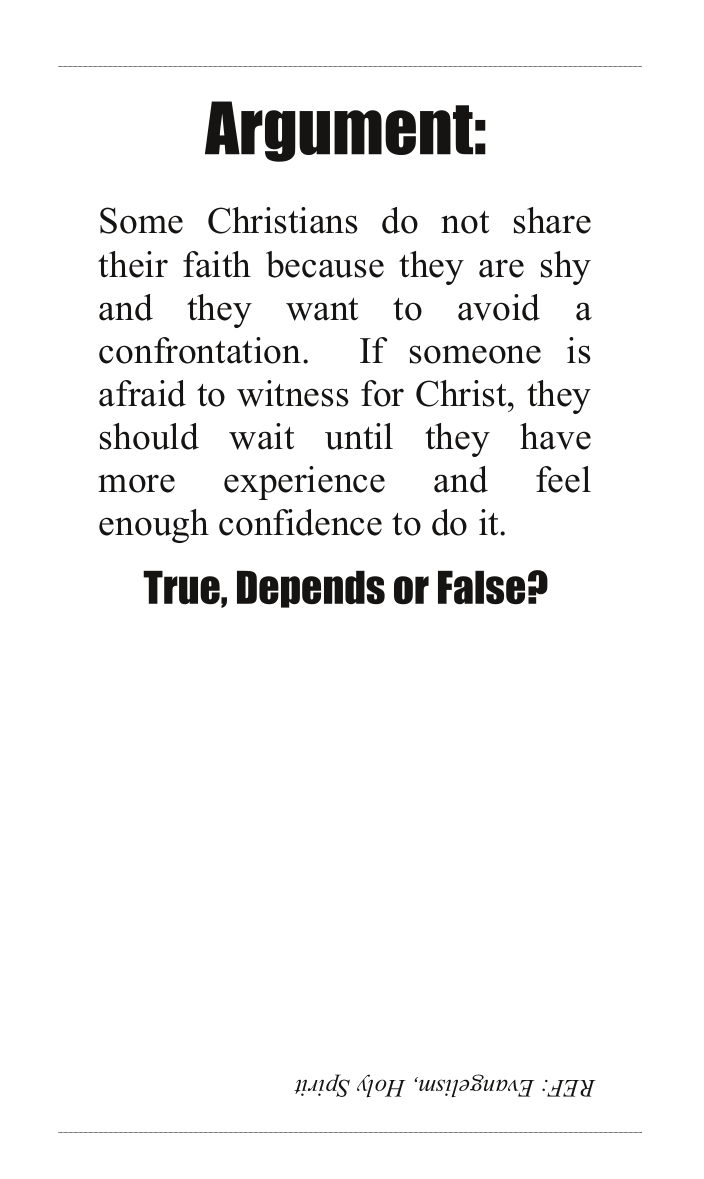 Argument:
Some Christians do not share
their faith because they are shy
and they want to avoid a
confrontation. If someone is
afraid to witness for Christ, they
should wait until they have
more experience and feel
enough confidence to do it.
True, Depends or False?
REF: Evangelism, Holy Spirit